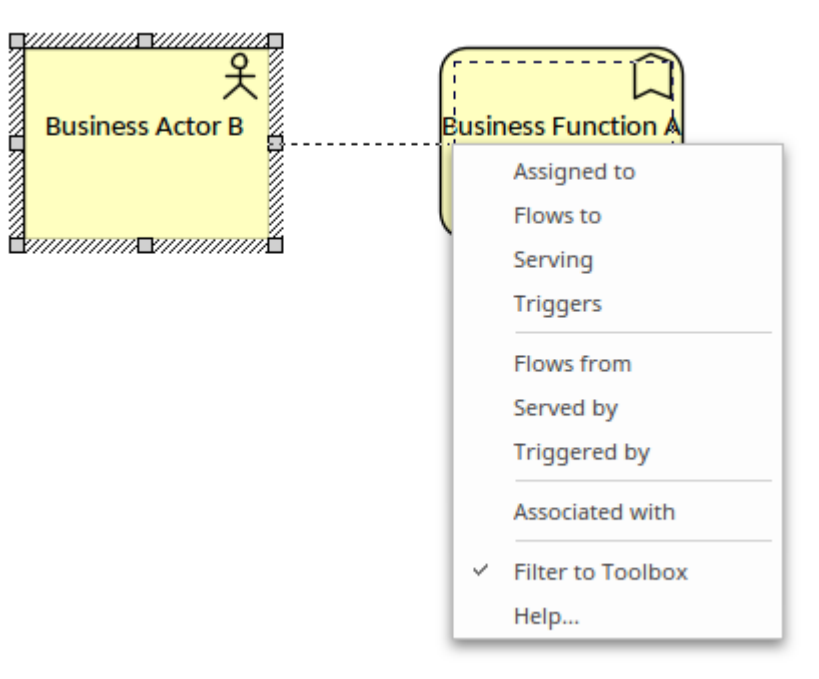 Business Actor B
Business Function A
Assigned to
Flows to
Serving
Triggers
Flows from
Served by
Triggered by
Associated with
Filter to Toolbox
Help...